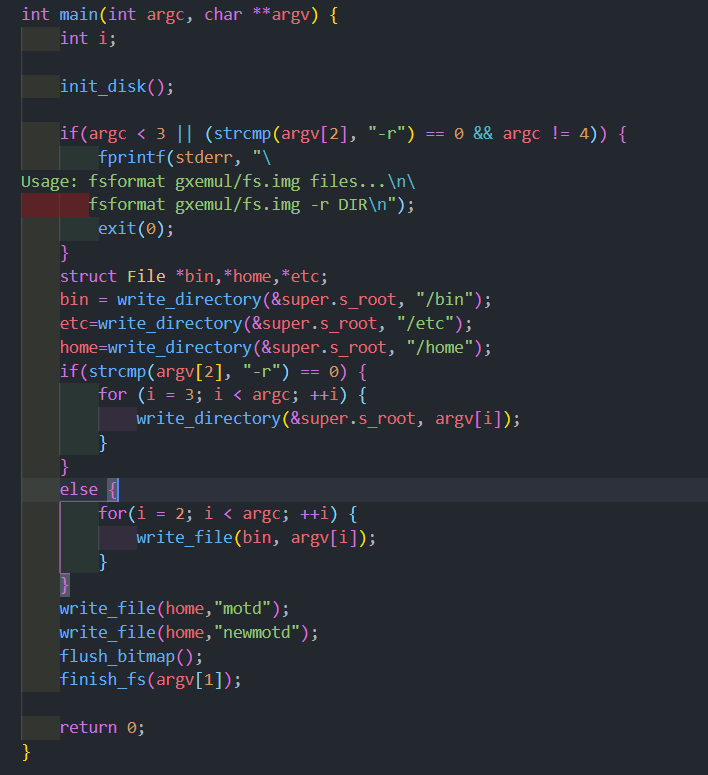 int main(int argc, char **argv) {
    int i;

    init_disk();

    if(argc < 3 || (strcmp(argv[2], "-r") == 0 && argc != 4)) {
        fprintf(stderr, "\
Usage: fsformat gxemul/fs.img files...\n\
       fsformat gxemul/fs.img -r DIR\n");
        exit(0);
    }
    struct File *bin,*home,*etc;
    bin = write_directory(&super.s_root, "/bin");
    etc=write_directory(&super.s_root, "/etc");
    home=write_directory(&super.s_root, "/home");
    if(strcmp(argv[2], "-r") == 0) {
        for (i = 3; i < argc; ++i) {
            write_directory(&super.s_root, argv[i]);
        }
    }
    else {
        for(i = 2; i < argc; ++i) {
            write_file(bin, argv[i]);
        }
    }
    write_file(home,"motd");
    write_file(home,"newmotd");
    flush_bitmap();
    finish_fs(argv[1]);

    return 0;
}